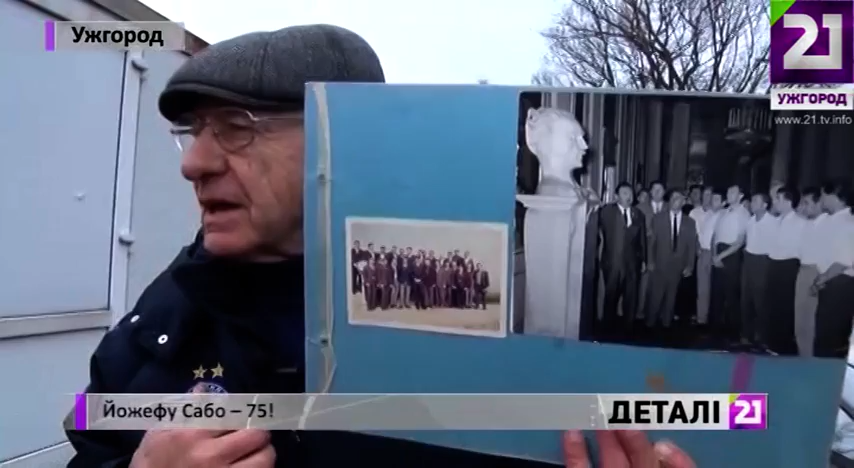 Ужгород
21
УЖГОРОД
www.21.tv.info
Йожефу Сабо – 75!
ДЕТАЛІ 21